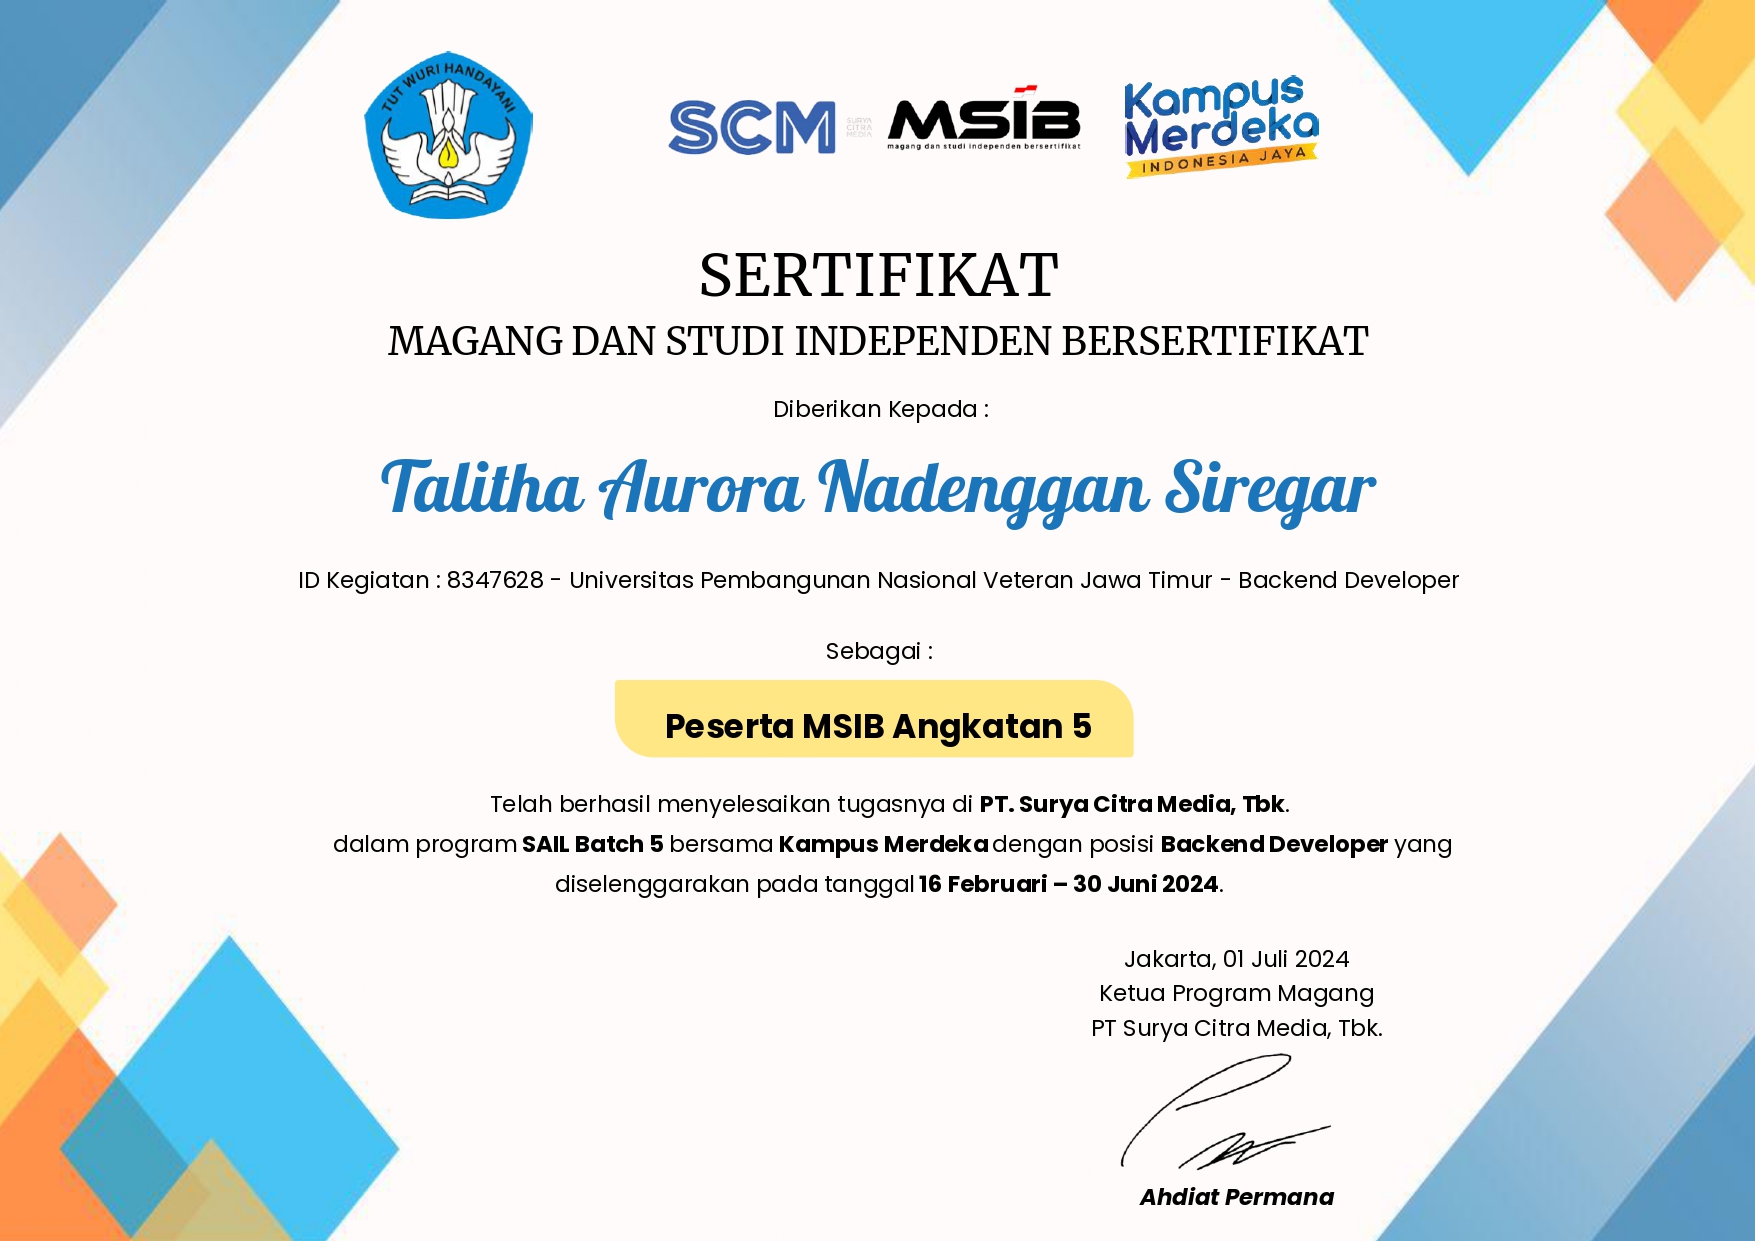 TUT WURI HANDAYANI
SCM
SURYA
CITRA
MEDIA
MSIB
magang dan studi independen bersertifikat
Kampus
Merdeka
INDONESIA JAYA
SERTIFIKAT
MAGANG DAN STUDI INDEPENDEN BERSERTIFIKAT
Diberikan Kepada :
Talitha Aurora Nadenggan Siregar
ID Kegiatan : 8347628 - Universitas Pembangunan Nasional Veteran Jawa Timur - Backend Developer
Sebagai :
Peserta MSIB Angkatan 5
Telah berhasil menyelesaikan tugasnya di PT. Surya Citra Media, Tbk.
dalam program SAIL Batch 5 bersama Kampus Merdeka dengan posisi Backend Developer yang
diselenggarakan pada tanggal 16 Februari – 30 Juni 2024.
Jakarta, 01 Juli 2024
Ketua Program Magang
PT Surya Citra Media, Tbk.
Ahdiat Permana